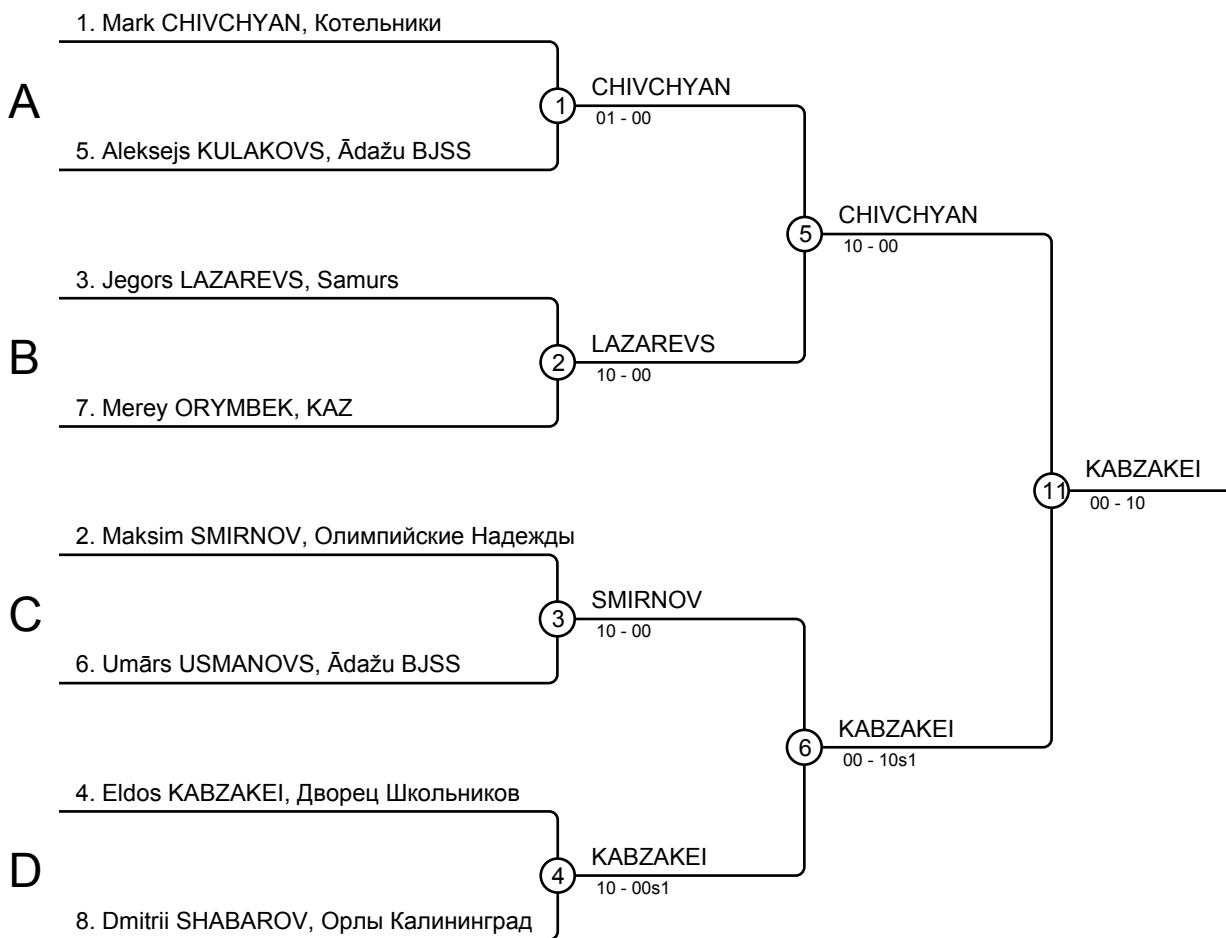 1. Mark CHIVCHYAN, Котельники
A
1
CHIVCHYAN
01 - 00
5. Aleksejs KULAKOVS, Ādažu BJSS
5
CHIVCHYAN
10 - 00
3. Jegors LAZAREVS, Samurs
B
2
LAZAREVS
10 - 00
7. Merey ORYMBEK, KAZ
11
KABZAKEI
00 - 10
2. Maksim SMIRNOV, Олимпийские Надежды
C
3
SMIRNOV
10 - 00
6. Umārs USMANOVS, Ādažu BJSS
6
KABZAKEI
00 - 10s1
4. Eldos KABZAKEI, Дворец Школьников
D
4
KABZAKEI
10 - 00s1
8. Dmitrii SHABAROV, Орлы Калининград